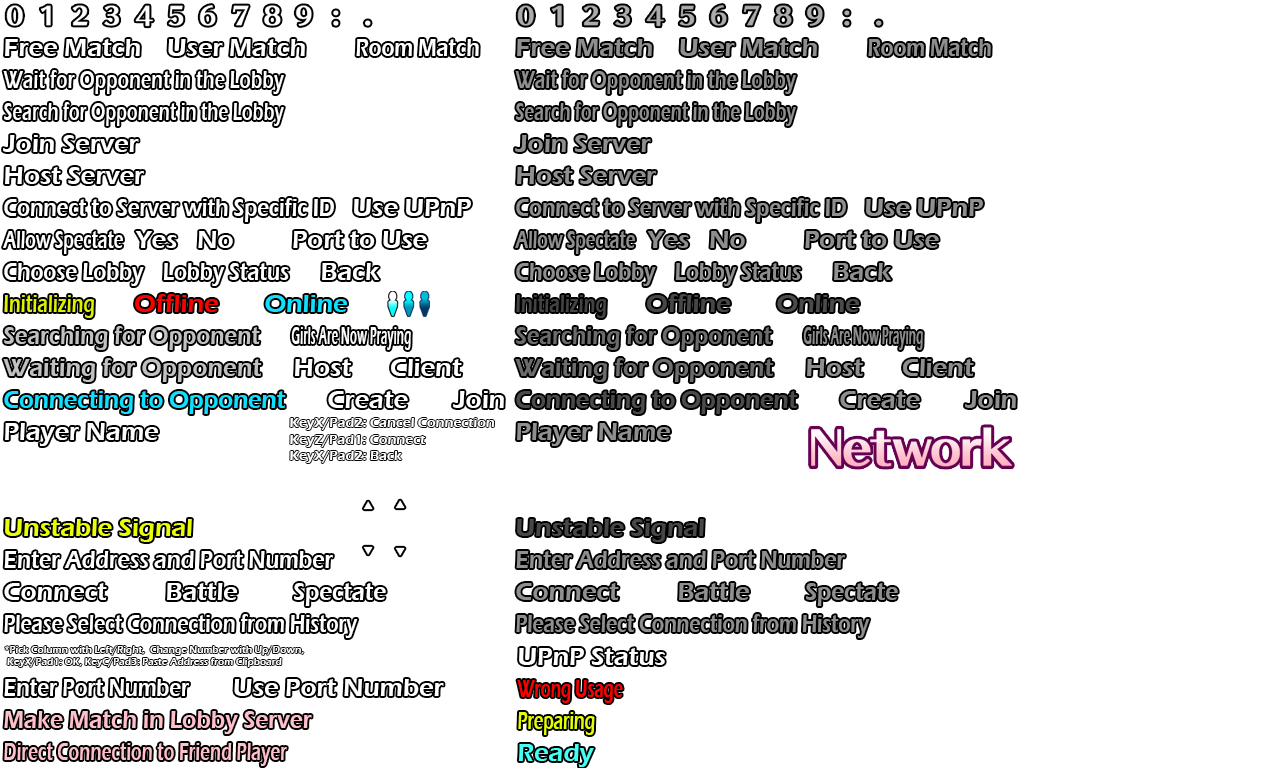 0 1 2 3 4 5 6 7 8 9 : . 0 1 2 3 4 5 6 7 8 9 : .
Free Match User Match Room Match Free Match User Match Room Match
Wait for Opponent in the Lobby Wait for Opponent in the Lobby
Search for Opponent in the Lobby Search for Opponent in the Lobby
Join Server Join Server
Host Server Host Server
Connect to Server with Specific ID Use UPnP Connect to Server with Specific ID Use UPnP
Allow Spectate Yes No Port to Use Allow Spectate Yes No Port to Use
Choose Lobby Lobby Status Back Choose Lobby Lobby Status Back
Initializing Offline Online Initializing Offline Online
Searching for Opponent Girls Are Now Praying Searching for Opponent Girls Are Now Praying
Waiting for Opponent Host Client Waiting for Opponent Host Client
Connecting to Opponent Create Join Connecting to Opponent Create Join
KeyX/Pad2: Cancel Connection
Player Name Player Name
KeyZ/Pad1: Connect
Network
KeyX/Pad2: Back
Unstable Signal Unstable Signal
Enter Address and Port Number Enter Address and Port Number
Connect Battle Spectate Connect Battle Spectate
Please Select Connection from History Please Select Connection from History
*Pick Column with Left/Right, Change Number with Up/Down,
UPnP Status
KeyX/Pad1: OK, KeyC/Pad3: Paste Address from Clipboard
Enter Port Number Use Port Number Wrong Usage
Make Match in Lobby Server Preparing
Direct Connection to Friend Player Ready